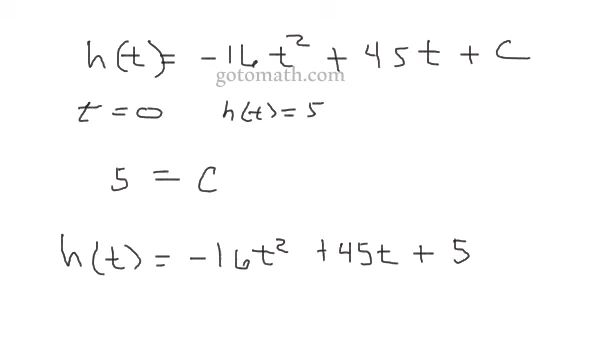 h(t)= -16t² + 45t + C
gotomath.com
t = 0 h(t)= 5
5 = C
h(t) = -16t² +45t + 5